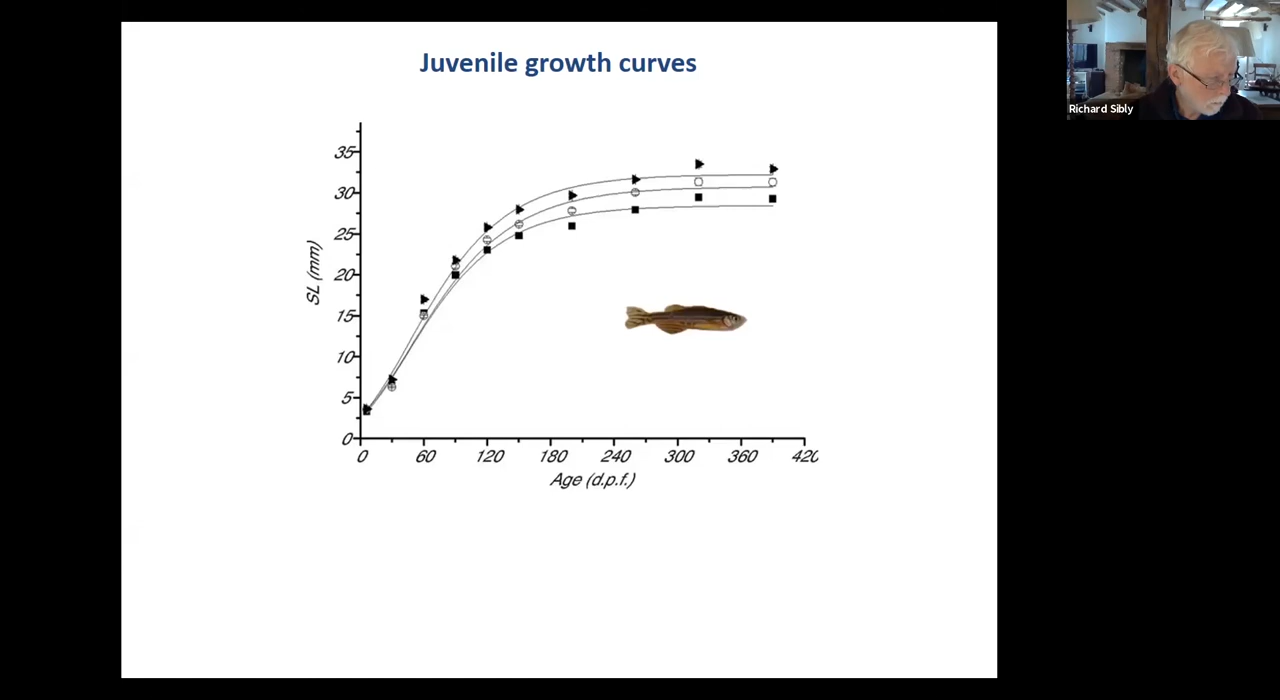 Juvenile growth curves
Richard Sibly
35
30
25
20
15
10
5
0
SL (mm)
0 60 120 180 240 300 360 420
Age (d.p.f.)